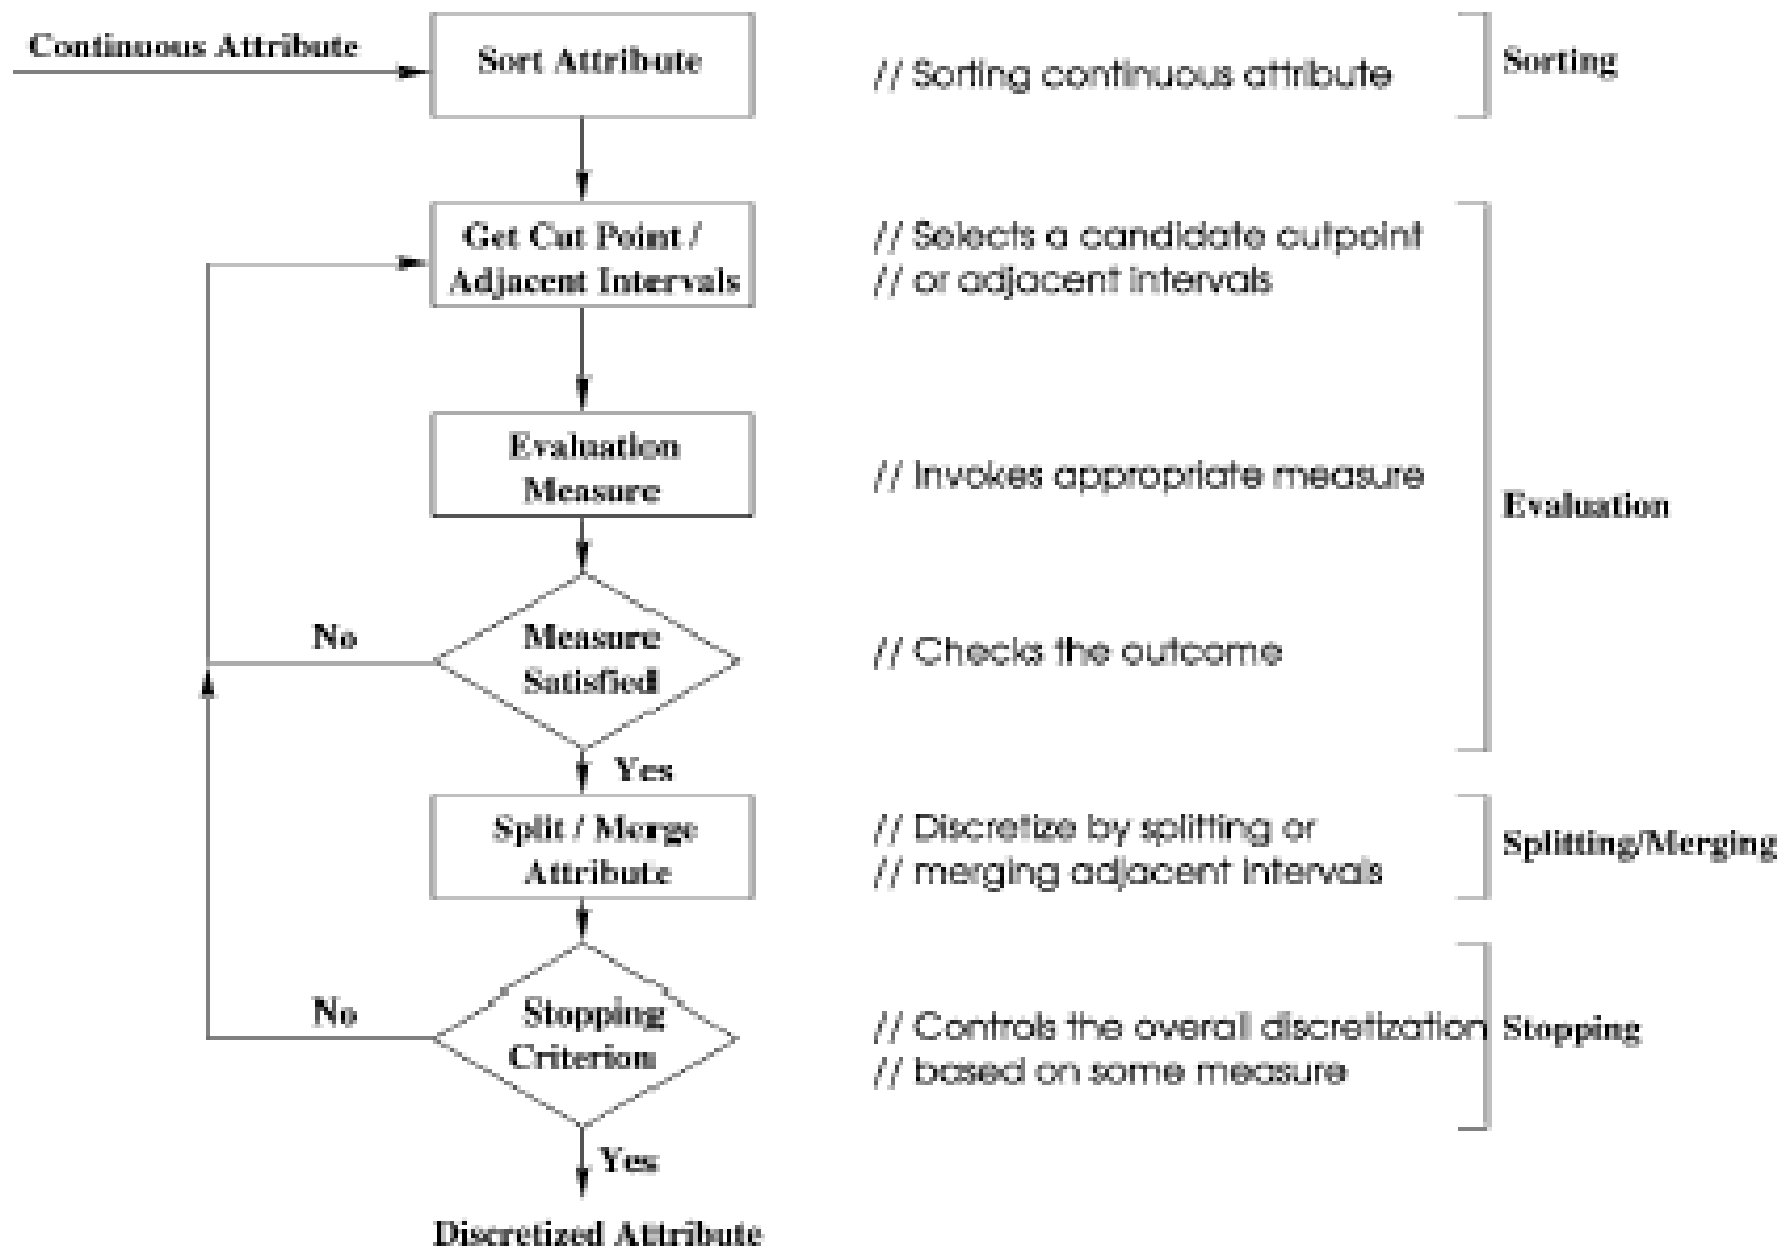 Continuous Attribute
Sort Attribute
// Sorting continuous attribute
Sorting
Get Cut Point /
Adjacent Intervals
// Selects a candidate cutpoint
// or adjacent intervals
Evaluation
Measure
// Invokes appropriate measure
Evaluation
No
Measure
Satisfied
// Checks the outcome
Yes
Split / Merge
Attribute
// Discretize by splitting or
// merging adjacent intervals
Splitting/Merging
No
Stopping
Criterion
// Controls the overall discretization
// based on some measure
Stopping
Yes
Discretized Attribute